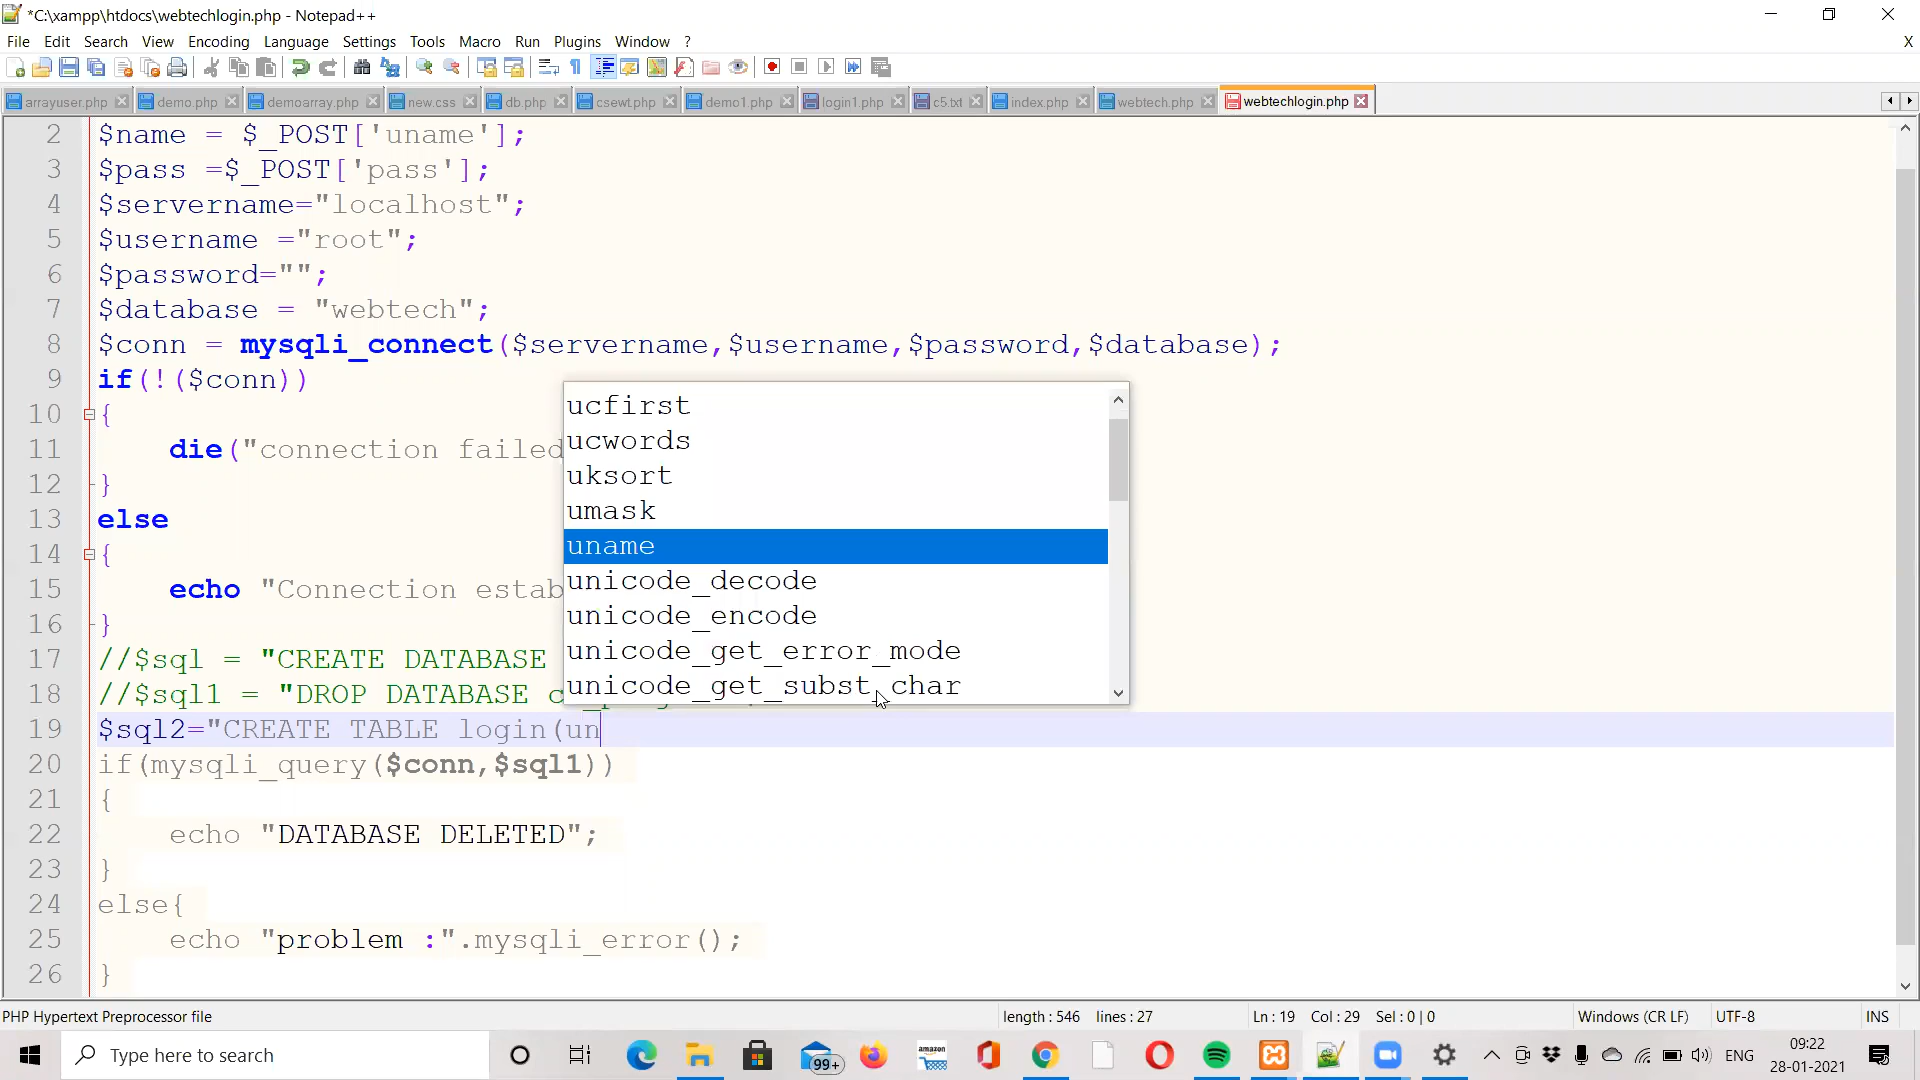 *C:\xampp\htdocs\webtechlogin.php - Notepad++
File Edit Search View Encoding Language Settings Tools Macro Run Plugins Window ? X
arrayuser.php demo.php demoarray.php new.css db.php csewt.php demo1.php login1.php c5.txt index.php webtech.php webtechlogin.php
2 $name = $_POST['uname'];
3 $pass =$_POST['pass'];
4 $servername="localhost";
5 $username ="root";
6 $password="";
7 $database = "webtech";
8 $conn = mysqli_connect($servername,$username,$password,$database);
9 if(!($conn))
10 {
11 die("connection failed
12 }
13 else
14 {
15 echo "Connection estab
16 }
17 //$sql = "CREATE DATABASE
18 //$sql1 = "DROP DATABASE
19 $sql2="CREATE TABLE login(un
20 if(mysqli_query($conn,$sql1))
21 {
22 echo "DATABASE DELETED";
23 }
24 else{
25 echo "problem :".mysqli_error();
26 }
ucfirst
ucwords
uksort
umask
uname
unicode_decode
unicode_encode
unicode_get_error_mode
unicode_get_subst_char
PHP Hypertext Preprocessor file length : 546 lines : 27 Ln : 19 Col : 29 Sel : 0 | 0 Windows (CR LF) UTF-8 INS
Type here to search 99+ amazon ENG 09:22
28-01-2021